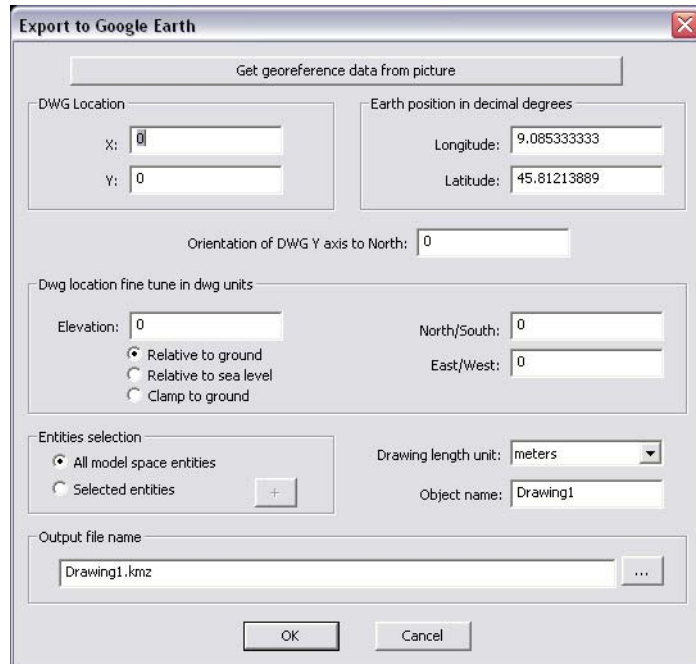 Export to Google Earth
Get georeference data from picture
DWG Location
X: 0
Y: 0
Earth position in decimal degrees
Longitude: 9.085333333
Latitude: 45.81213889
Orientation of DWG Y axis to North: 0
Dwg location fine tune in dwg units
Elevation: 0
Relative to ground
Relative to sea level
Clamp to ground
North/South: 0
East/West: 0
Entities selection
All model space entities
Selected entities
+
Drawing length unit: meters
Object name: Drawing1
Output file name
Drawing1.kmz
...
OK
Cancel